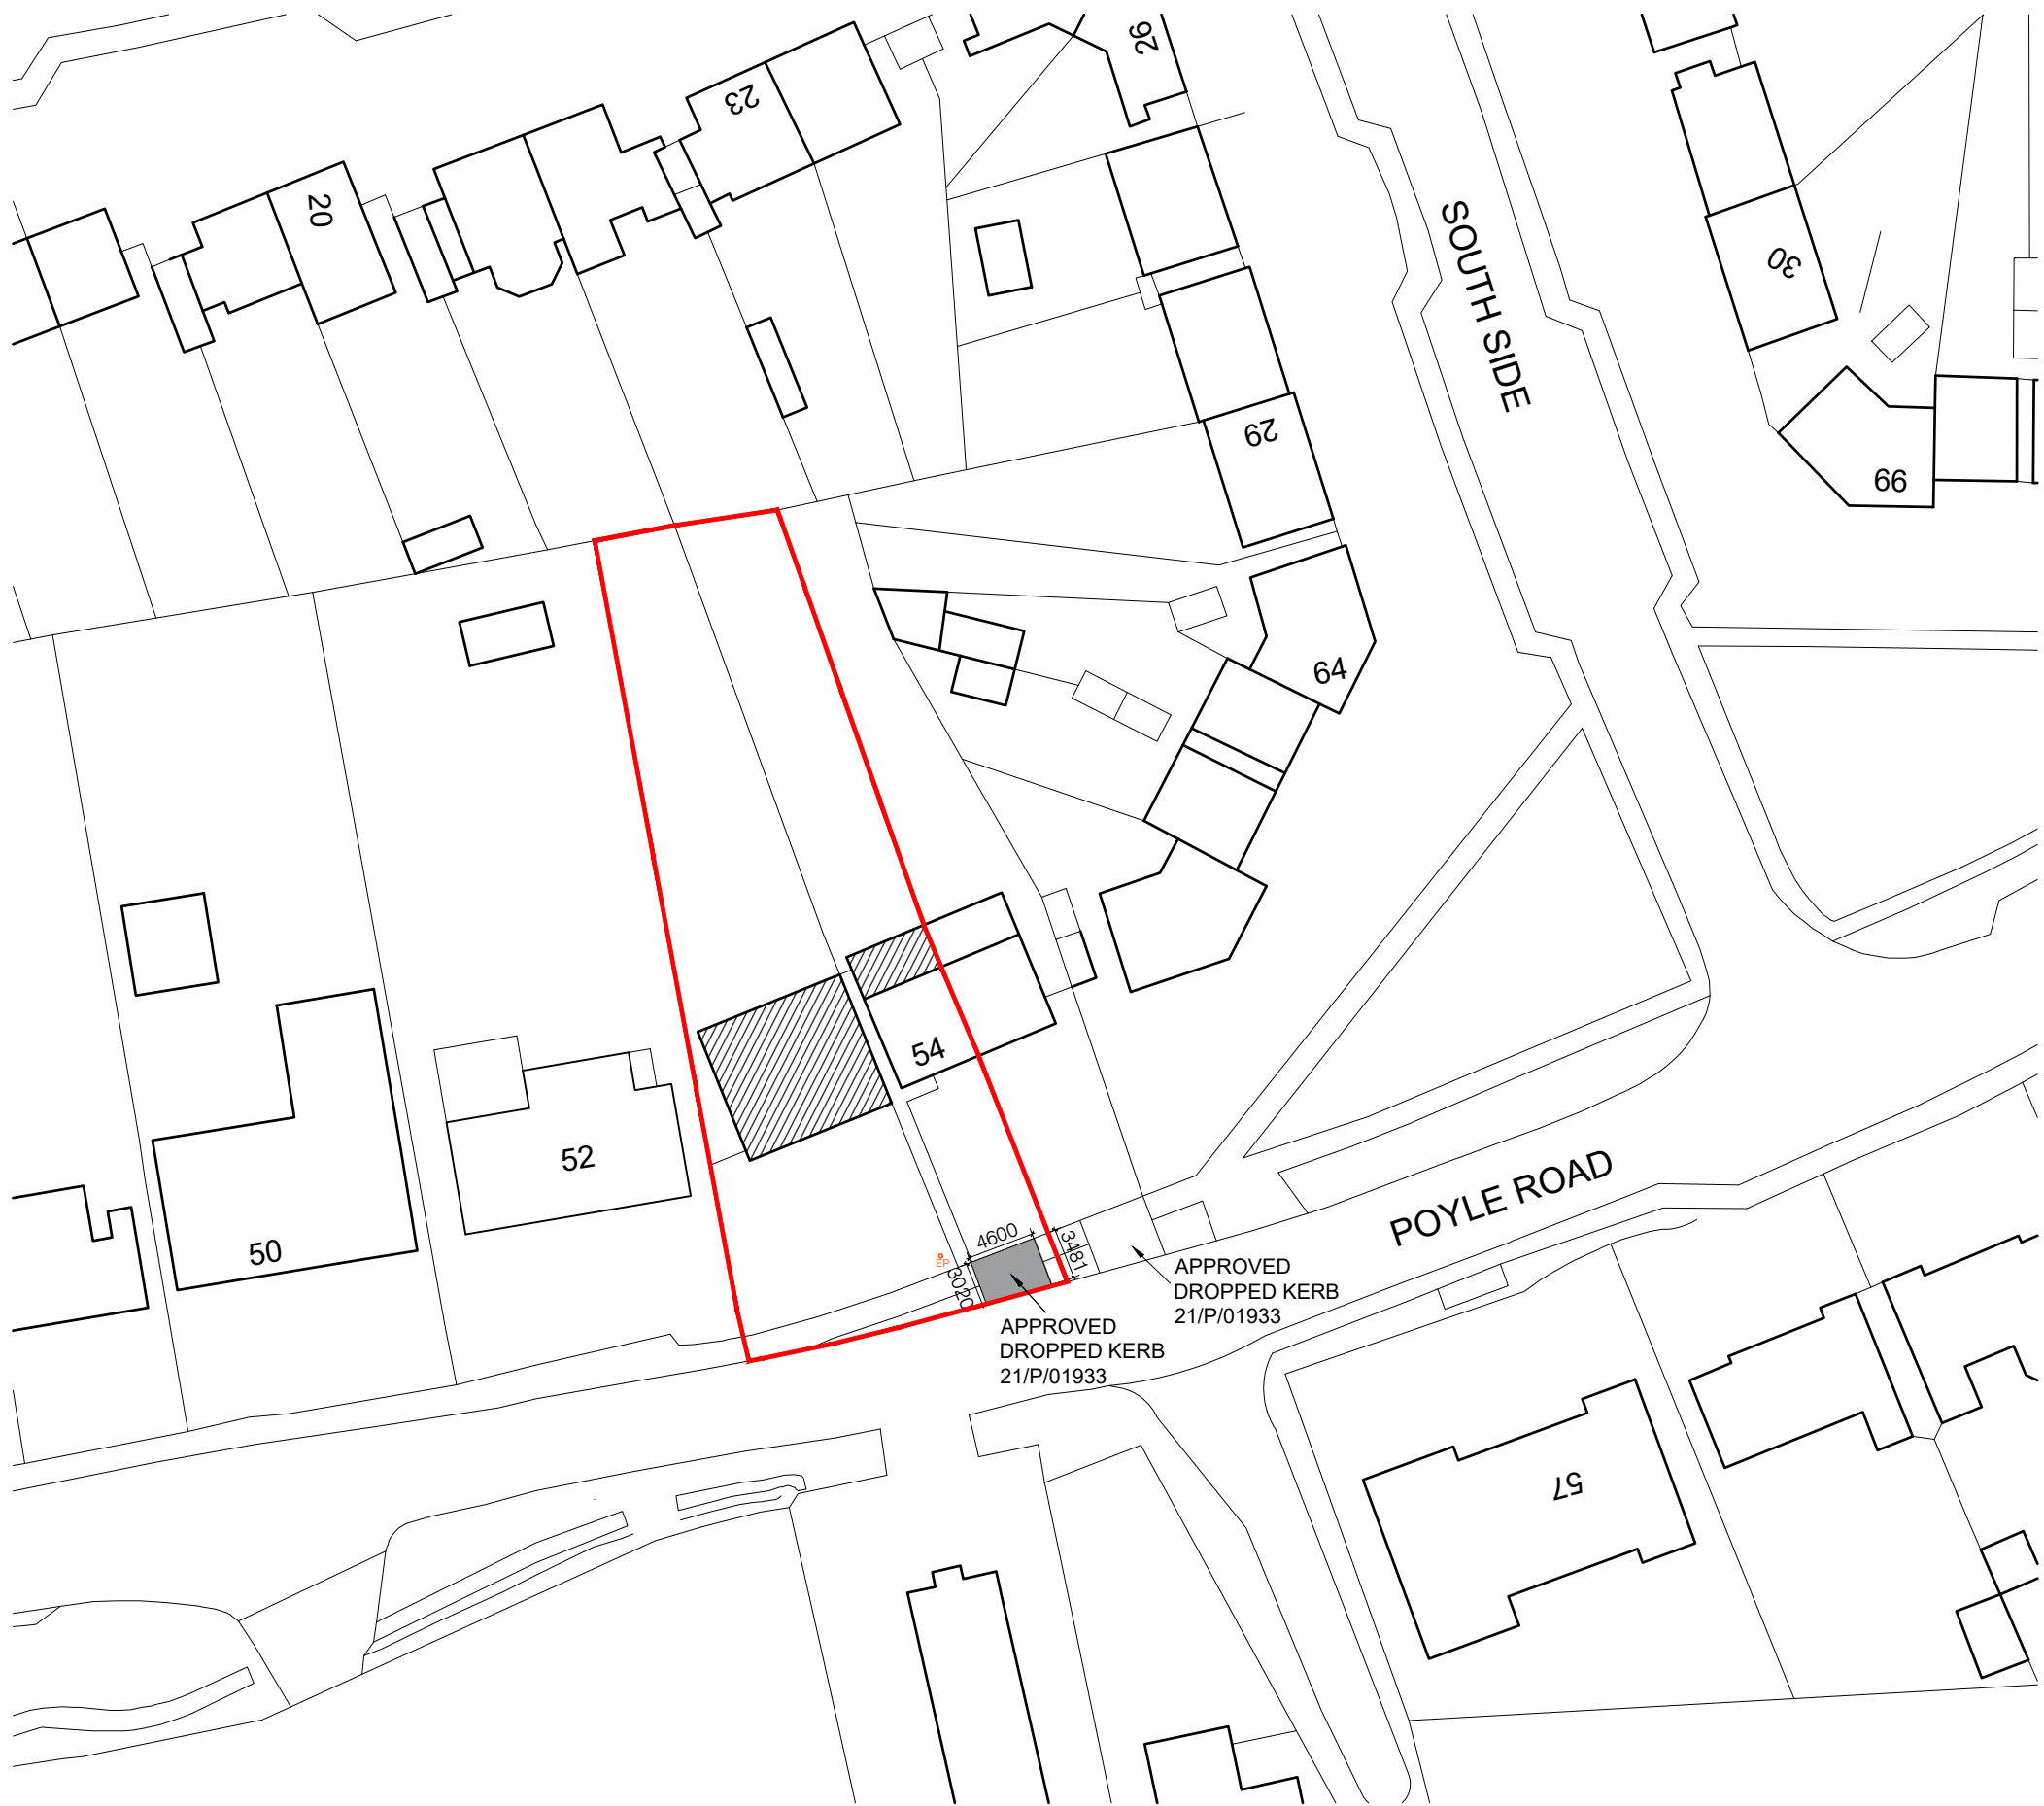 26
23
20
SOUTH SIDE
30
29
99
64
54
52
50
POYLE ROAD
4600
3481
EP
3020
APPROVED
DROPPED KERB
21/P/01933
APPROVED
DROPPED KERB
21/P/01933
57